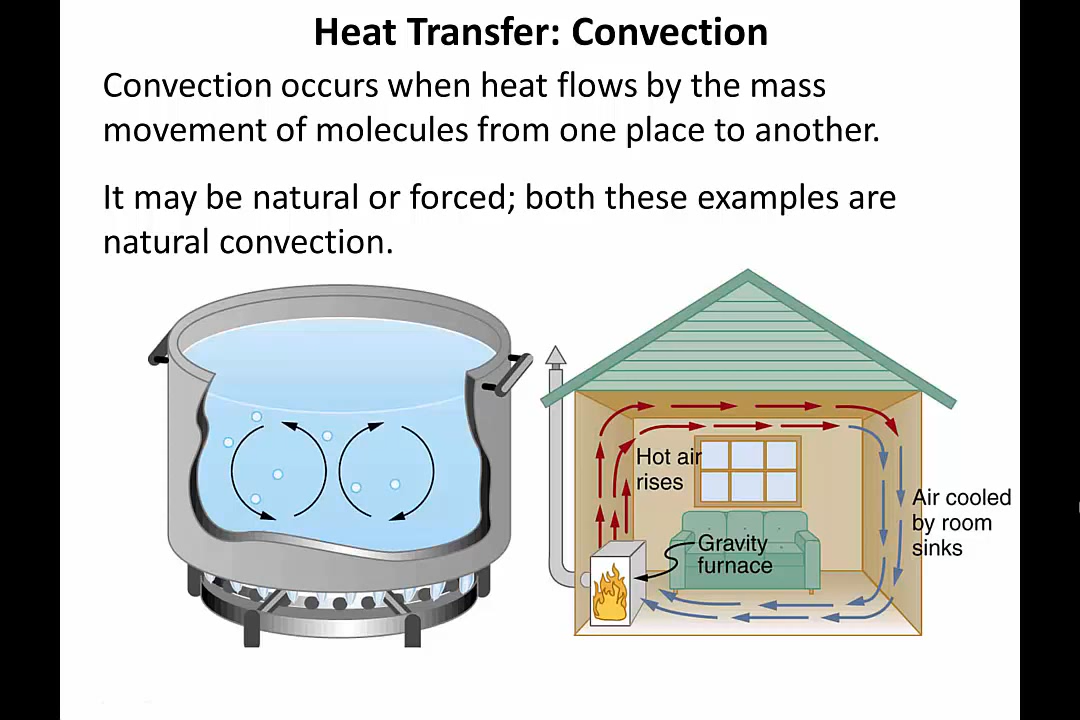 Heat Transfer: Convection
Convection occurs when heat flows by the mass
movement of molecules from one place to another.
It may be natural or forced; both these examples are
natural convection.
Hot air
rises
Air cooled
by room
sinks
Gravity
furnace